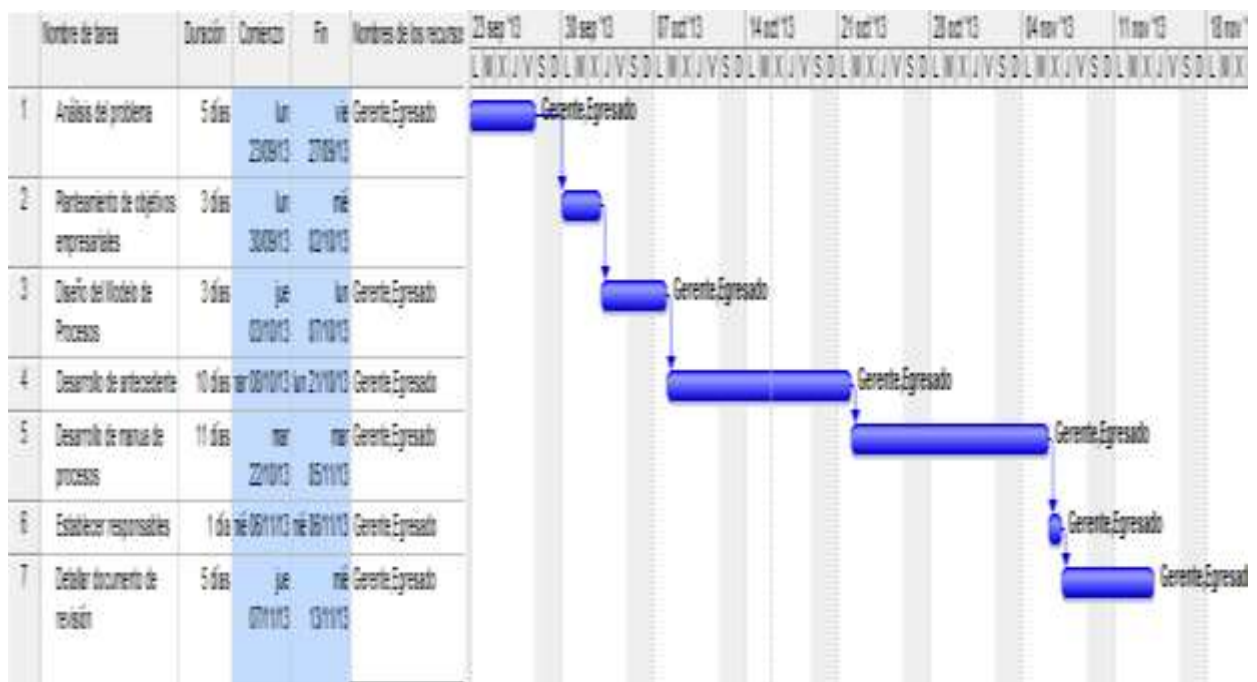 Nombre de tarea Duración Comienzo Fin Nombres de los recursos 23 sep '13 30 sep '13 07 oct '13 14 oct '13 21 oct '13 28 oct '13 04 nov '13 11 nov '13 18 nov '1
L M X J V S D L M X J V S D L M X J V S D L M X J V S D L M X J V S D L M X J V S D L M X J V S D L M X J V S D L M X
1 Análisis del problema 5 días lun vie Gerente,Egresado Gerente,Egresado
23/09/13 27/09/13
2 Planteamiento de objetivos 3 días lun mié
empresariales 30/09/13 02/10/13
3 Diseño del Modelo de 3 días jue lun Gerente,Egresado Gerente,Egresado
Procesos 03/10/13 07/10/13
4 Desarrollo de antecedente 10 días mar 08/10/13 lun 21/10/13 Gerente,Egresado Gerente,Egresado
5 Desarrollo de manua de 11 días mar mar Gerente,Egresado Gerente,Egresado
procesos 22/10/13 05/11/13
6 Establecer responsables 1 día mié 06/11/13 mié 06/11/13 Gerente,Egresado Gerente,Egresado
7 Detallar documento de 5 días jue mié Gerente,Egresado Gerente,Egresad
revisión 07/11/13 13/11/13